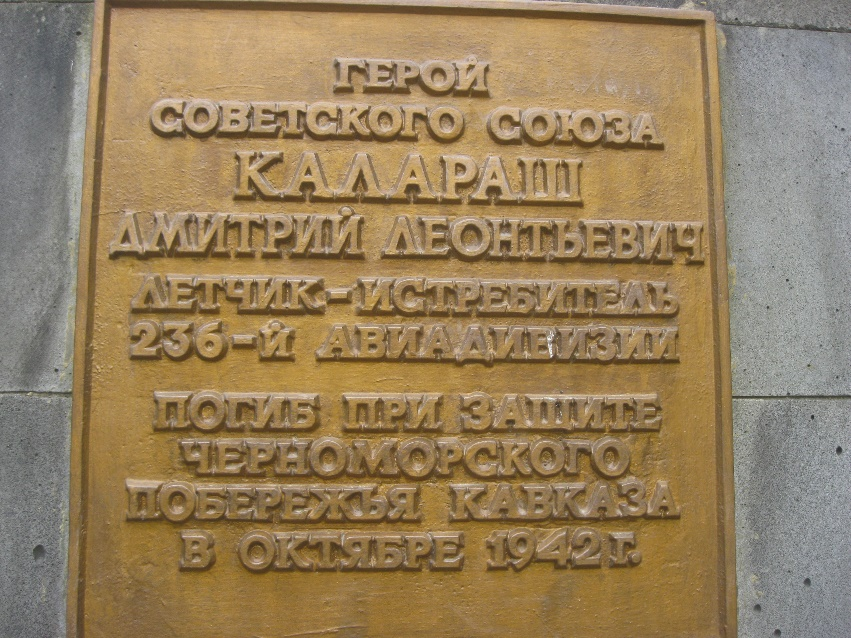 ГЕРОЙ
СОВЕТСКОГО СОЮЗА
КАЛАРАШ
ДМИТРИЙ ЛЕОНТЬЕВИЧ
ЛЕТЧИК-ИСТРЕБИТЕЛЬ
236-й АВИАДИВИЗИИ
ПОГИБ ПРИ ЗАЩИТЕ
ЧЕРНОМОРСКОГО
ПОБЕРЕЖЬЯ КАВКАЗА
В ОКТЯБРЕ 1942 Г.